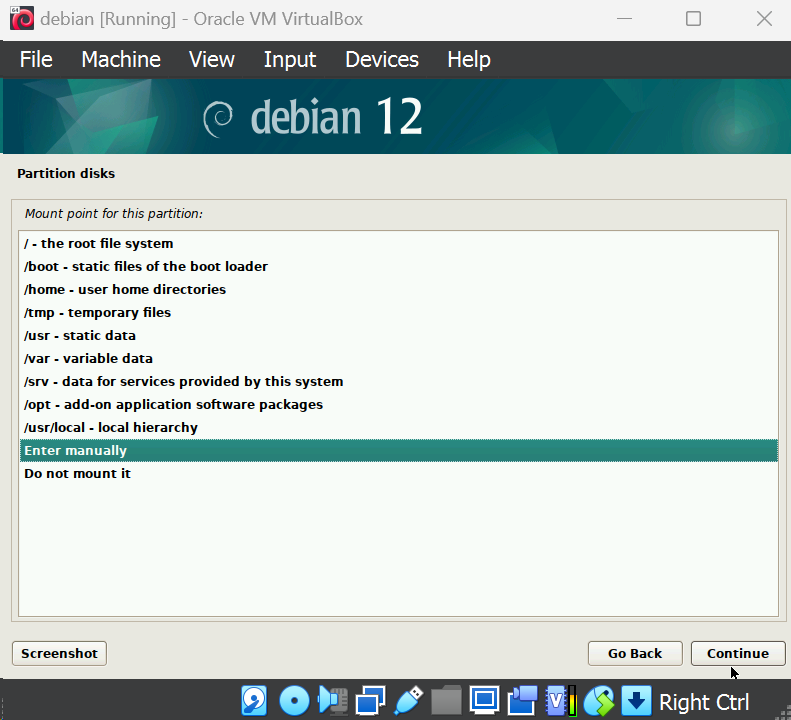 debian [Running] - Oracle VM VirtualBox
File Machine View Input Devices Help
debian 12
Partition disks
Mount point for this partition:
/ - the root file system
/boot - static files of the boot loader
/home - user home directories
/tmp - temporary files
/usr - static data
/var - variable data
/srv - data for services provided by this system
/opt - add-on application software packages
/usr/local - local hierarchy
Enter manually
Do not mount it
Screenshot Go Back Continue
Right Ctrl